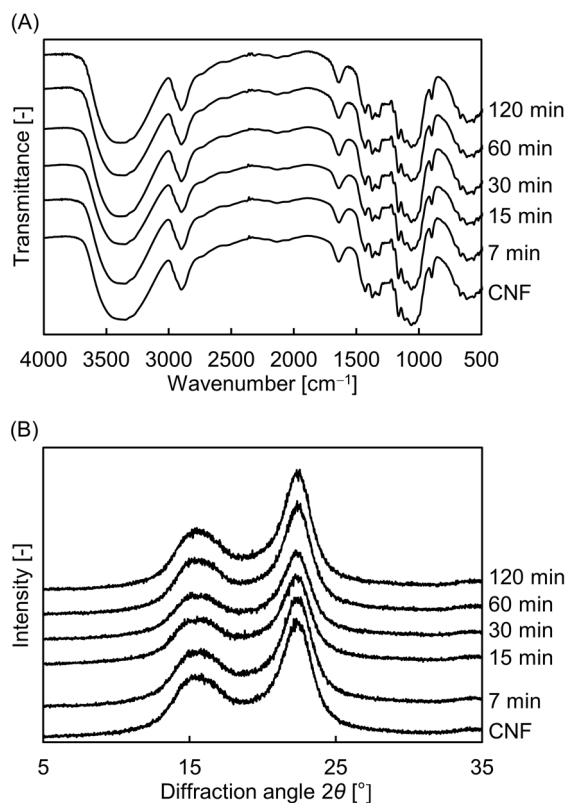 (A)
Transmittance [-]
120 min
60 min
30 min
15 min
7 min
CNF
4000 3500 3000 2500 2000 1500 1000 500
Wavenumber [cm⁻¹]
(B)
Intensity [-]
120 min
60 min
30 min
15 min
7 min
CNF
5 15 25 35
Diffraction angle 2θ [°]